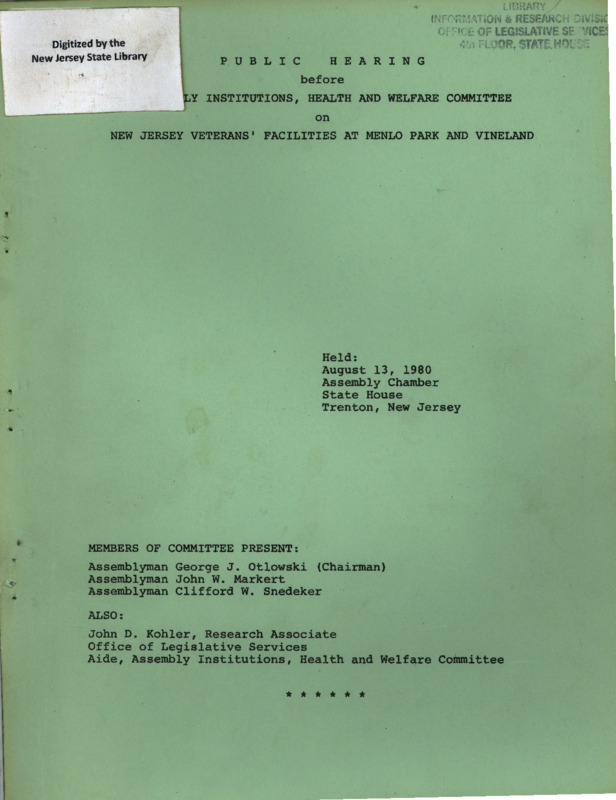 LIBRARY
INFORMATION & RESEARCH DIVISIO
OFFICE OF LEGISLATIVE SE VICES
4th FLOOR, STATE HOUSE
Digitized by the
New Jersey State Library
P U B L I C   H E A R I N G
before
LY INSTITUTIONS, HEALTH AND WELFARE COMMITTEE
on
NEW JERSEY VETERANS' FACILITIES AT MENLO PARK AND VINELAND
Held:
August 13, 1980
Assembly Chamber
State House
Trenton, New Jersey
MEMBERS OF COMMITTEE PRESENT:
Assemblyman George J. Otlowski (Chairman)
Assemblyman John W. Markert
Assemblyman Clifford W. Snedeker
ALSO:
John D. Kohler, Research Associate
Office of Legislative Services
Aide, Assembly Institutions, Health and Welfare Committee
* * * * * *